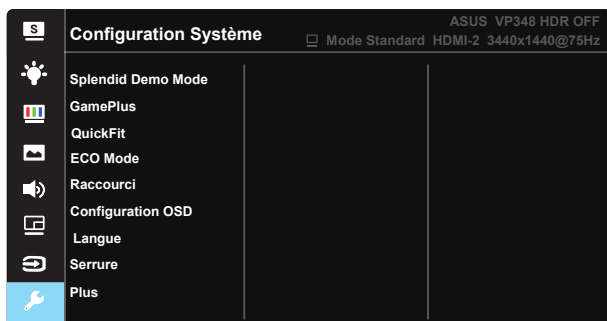 S
ASUS VP348 HDR OFF
Configuration Système
Mode Standard HDMI-2 3440x1440@75Hz
Splendid Demo Mode
GamePlus
QuickFit
ECO Mode
Raccourci
Configuration OSD
Langue
Serrure
Plus